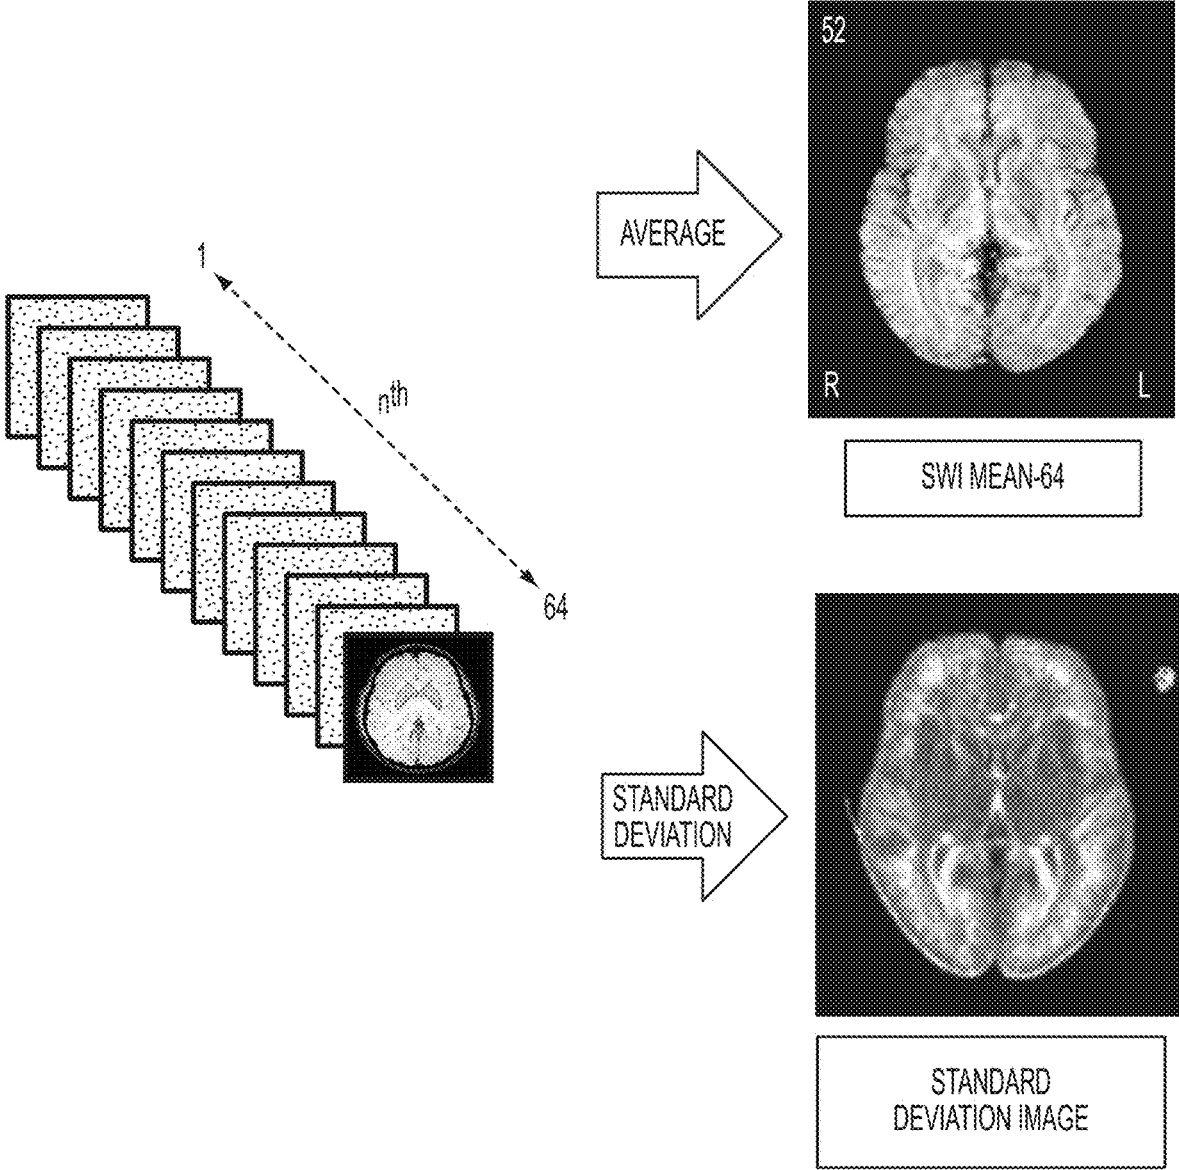 52
AVERAGE
R
L
SWI MEAN-64
1
nth
64
STANDARD
DEVIATION
STANDARD
DEVIATION IMAGE